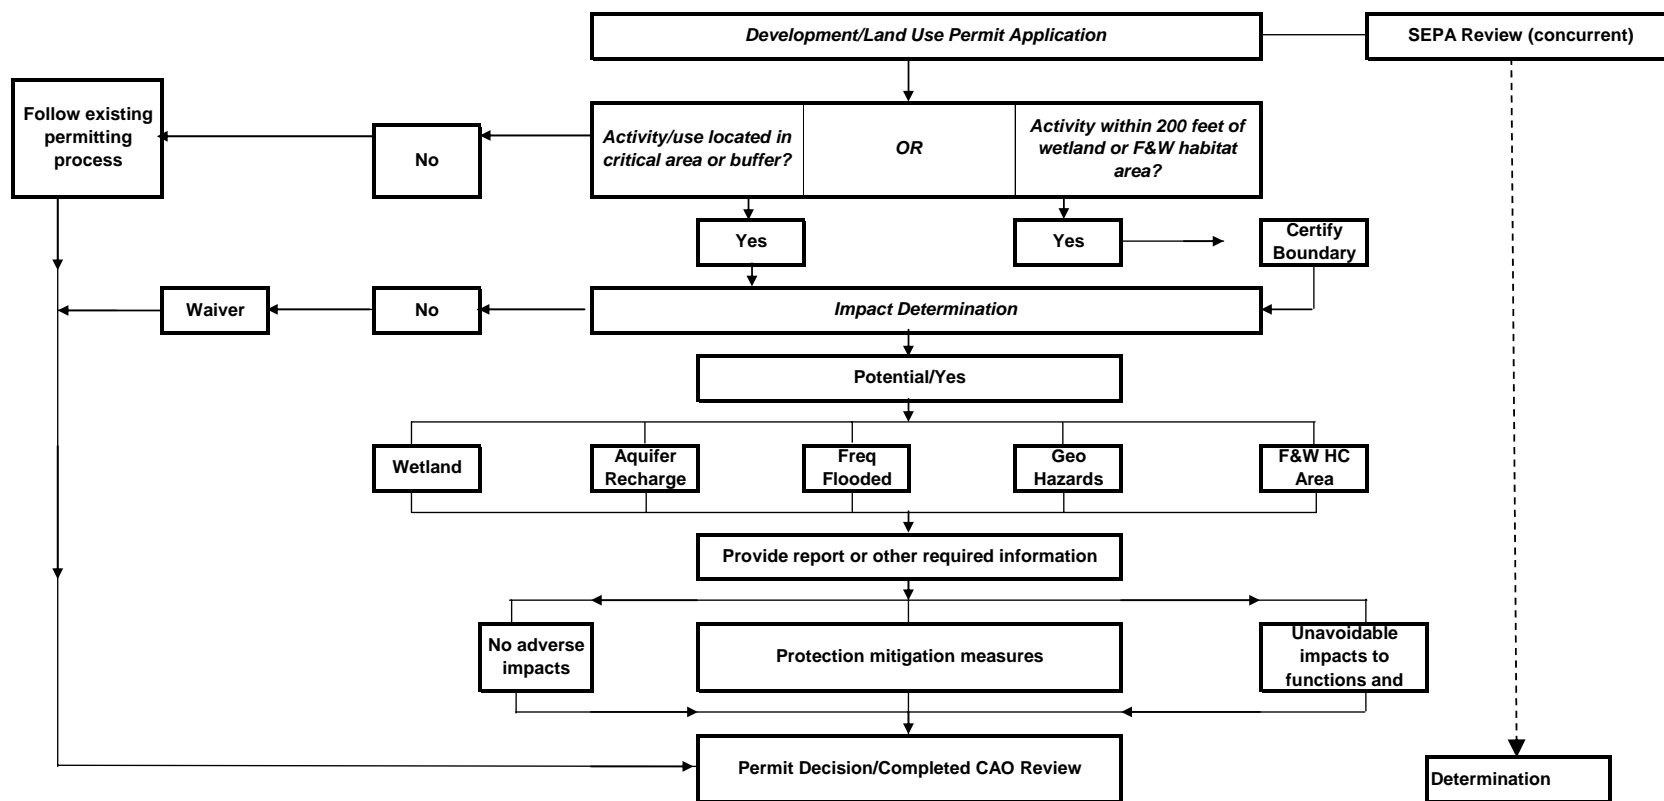 Development/Land Use Permit Application
SEPA Review (concurrent)
Follow existing
permitting
process
No
Activity/use located in
critical area or buffer?
OR
Activity within 200 feet of
wetland or F&W habitat
area?
Yes
Yes
Certify
Boundary
Waiver
No
Impact Determination
Potential/Yes
Wetland
Aquifer
Recharge
Freq
Flooded
Geo
Hazards
F&W HC
Area
Provide report or other required information
No adverse
impacts
Protection mitigation measures
Unavoidable
impacts to
functions and
Permit Decision/Completed CAO Review
Determination